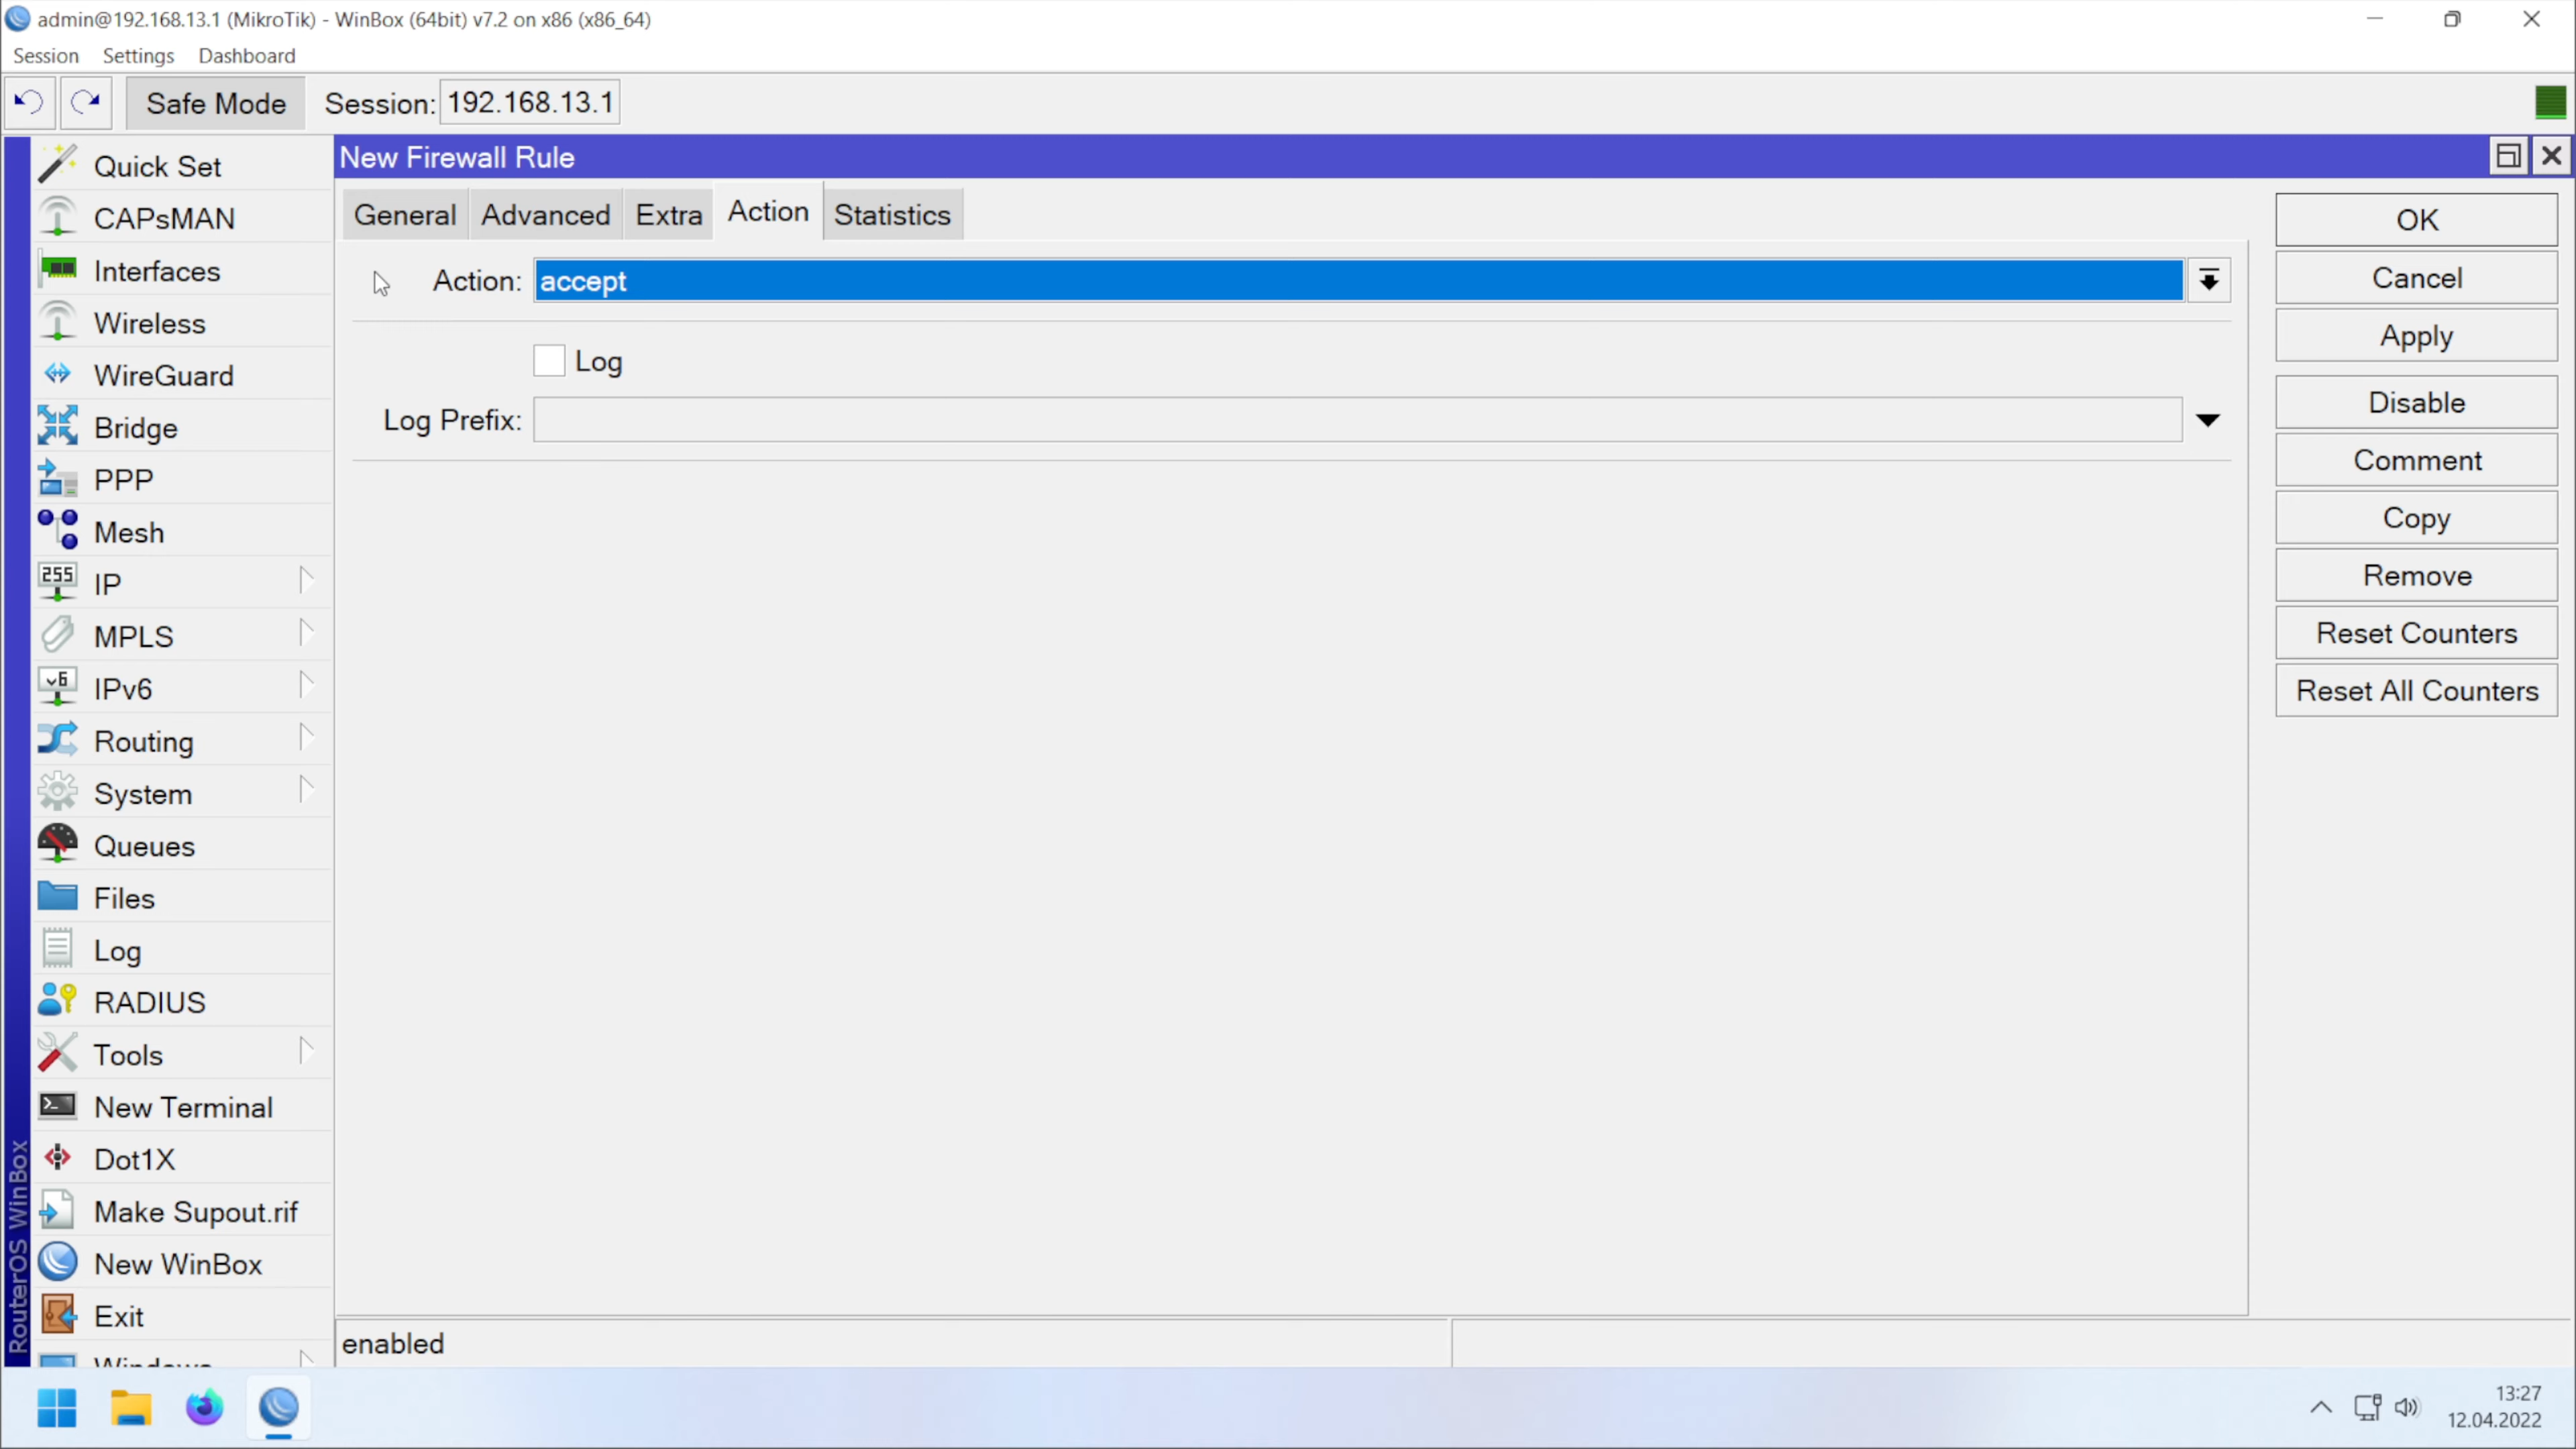 admin@192.168.13.1 (MikroTik) - WinBox (64bit) v7.2 on x86 (x86_64)
Session Settings Dashboard
Safe Mode Session: 192.168.13.1
Quick Set
CAPsMAN
Interfaces
Wireless
WireGuard
Bridge
PPP
Mesh
255 IP
MPLS
v6 IPv6
Routing
System
Queues
Files
Log
RADIUS
Tools
New Terminal
Dot1X
Make Supout.rif
New WinBox
Exit
Windows
RouterOS WinBox
New Firewall Rule
General Advanced Extra Action Statistics
Action: accept
Log
Log Prefix:
OK
Cancel
Apply
Disable
Comment
Copy
Remove
Reset Counters
Reset All Counters
enabled
13:27
12.04.2022